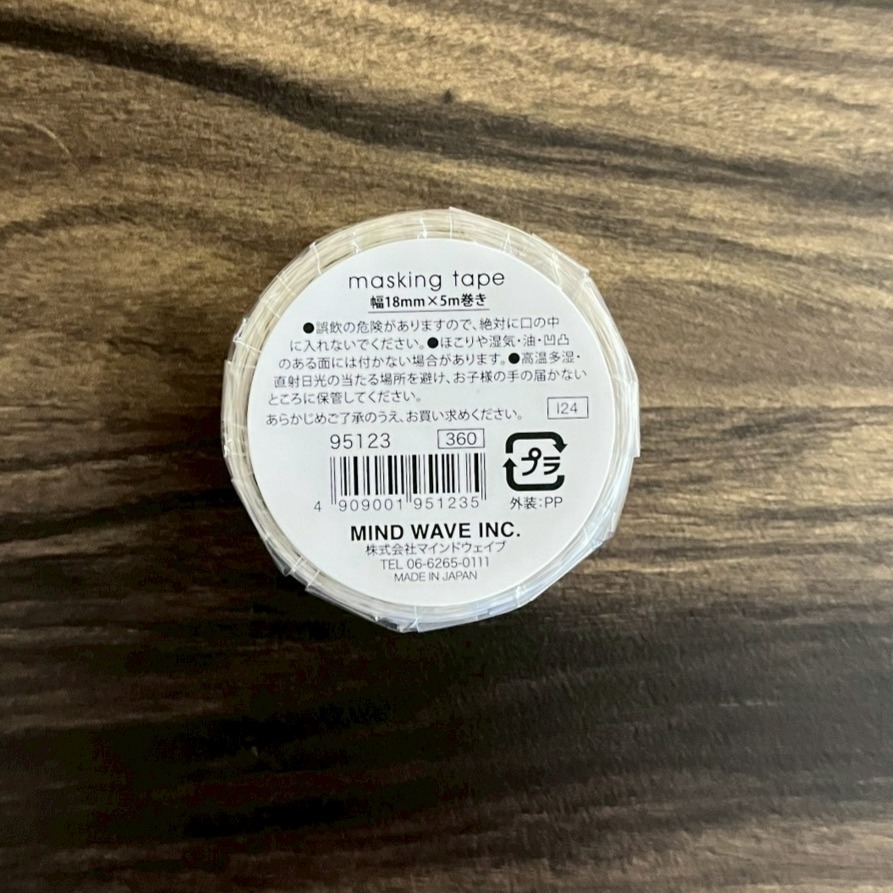 masking tape
幅18mm×5m巻き
●誤飲の危険がありますので、絶対に口の中
に入れないでください。●ほこりや湿気・油・凹凸
のある面には付かない場合があります。●高温多湿・
直射日光の当たる場所を避け、お子様の手の届かない
ところに保管してください。
あらかじめご了承のうえ、お買い求めください。
I24
95123
360
プラ
4 909001 951235
外装:PP
MIND WAVE INC.
株式会社マインドウェイブ
TEL 06-6265-0111
MADE IN JAPAN